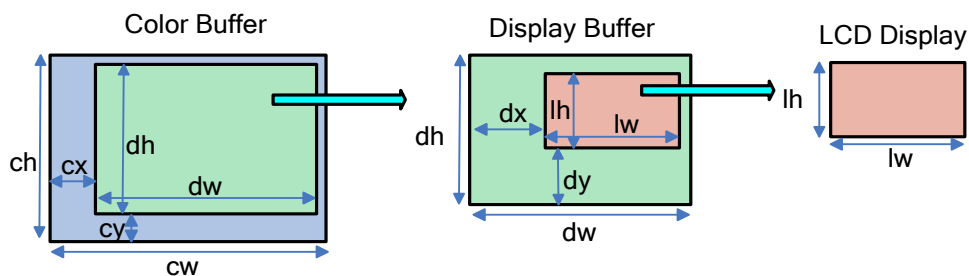 Color Buffer
Display Buffer
LCD Display
ch
cx
dh
dw
cy
cw
dh
dx
lh
lw
dy
dw
lh
lw